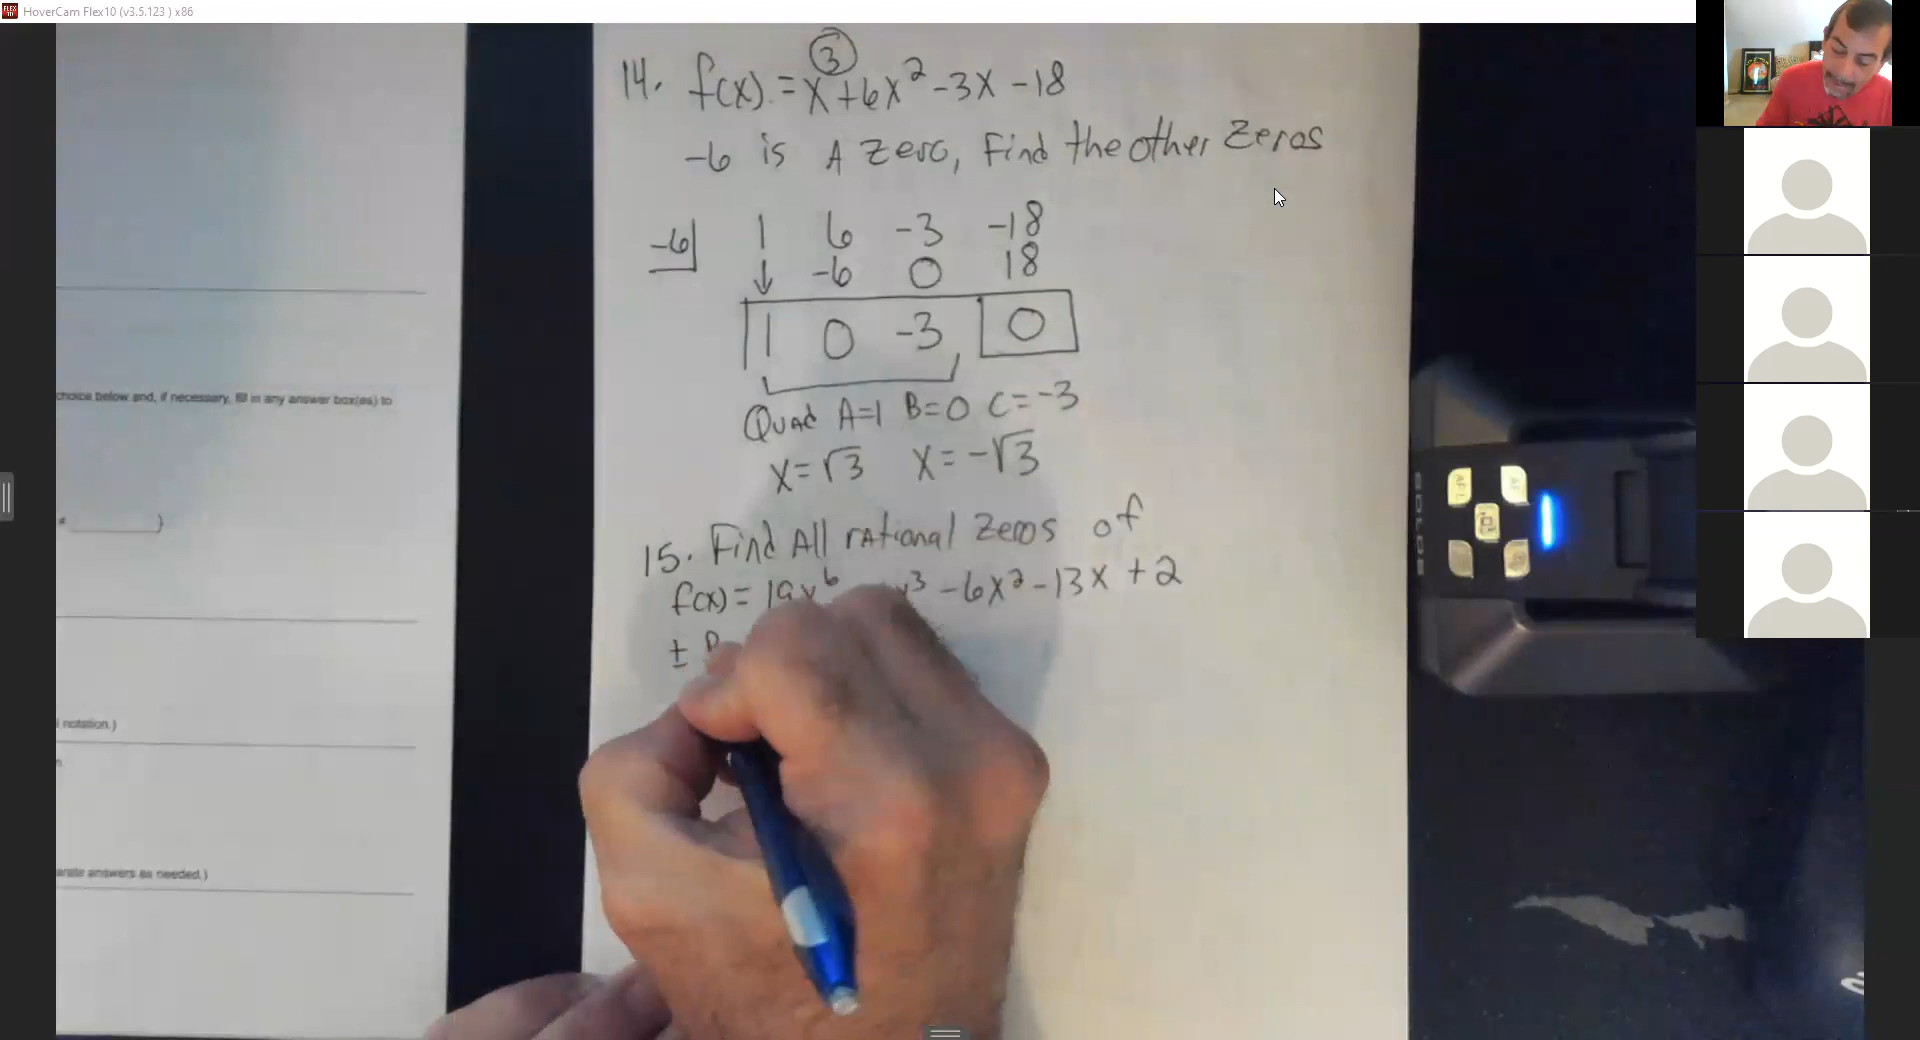 HoverCam Flex10 (v3.5.123 ) x86
14. f(x) = x³ + 6x² - 3x - 18
-6 is A Zero, Find the other Zeros
-6 | 1 6 -3 -18
↓ -6 0 18
1 0 -3 0
Quad A=1 B=0 C=-3
x=√3 x=-√3
15. Find All rational zeros of
f(x) = x³ - 6x² - 13x + 2
±
choice below and, if necessary, fill in any answer box(es) to
notation.)
answers as needed.)